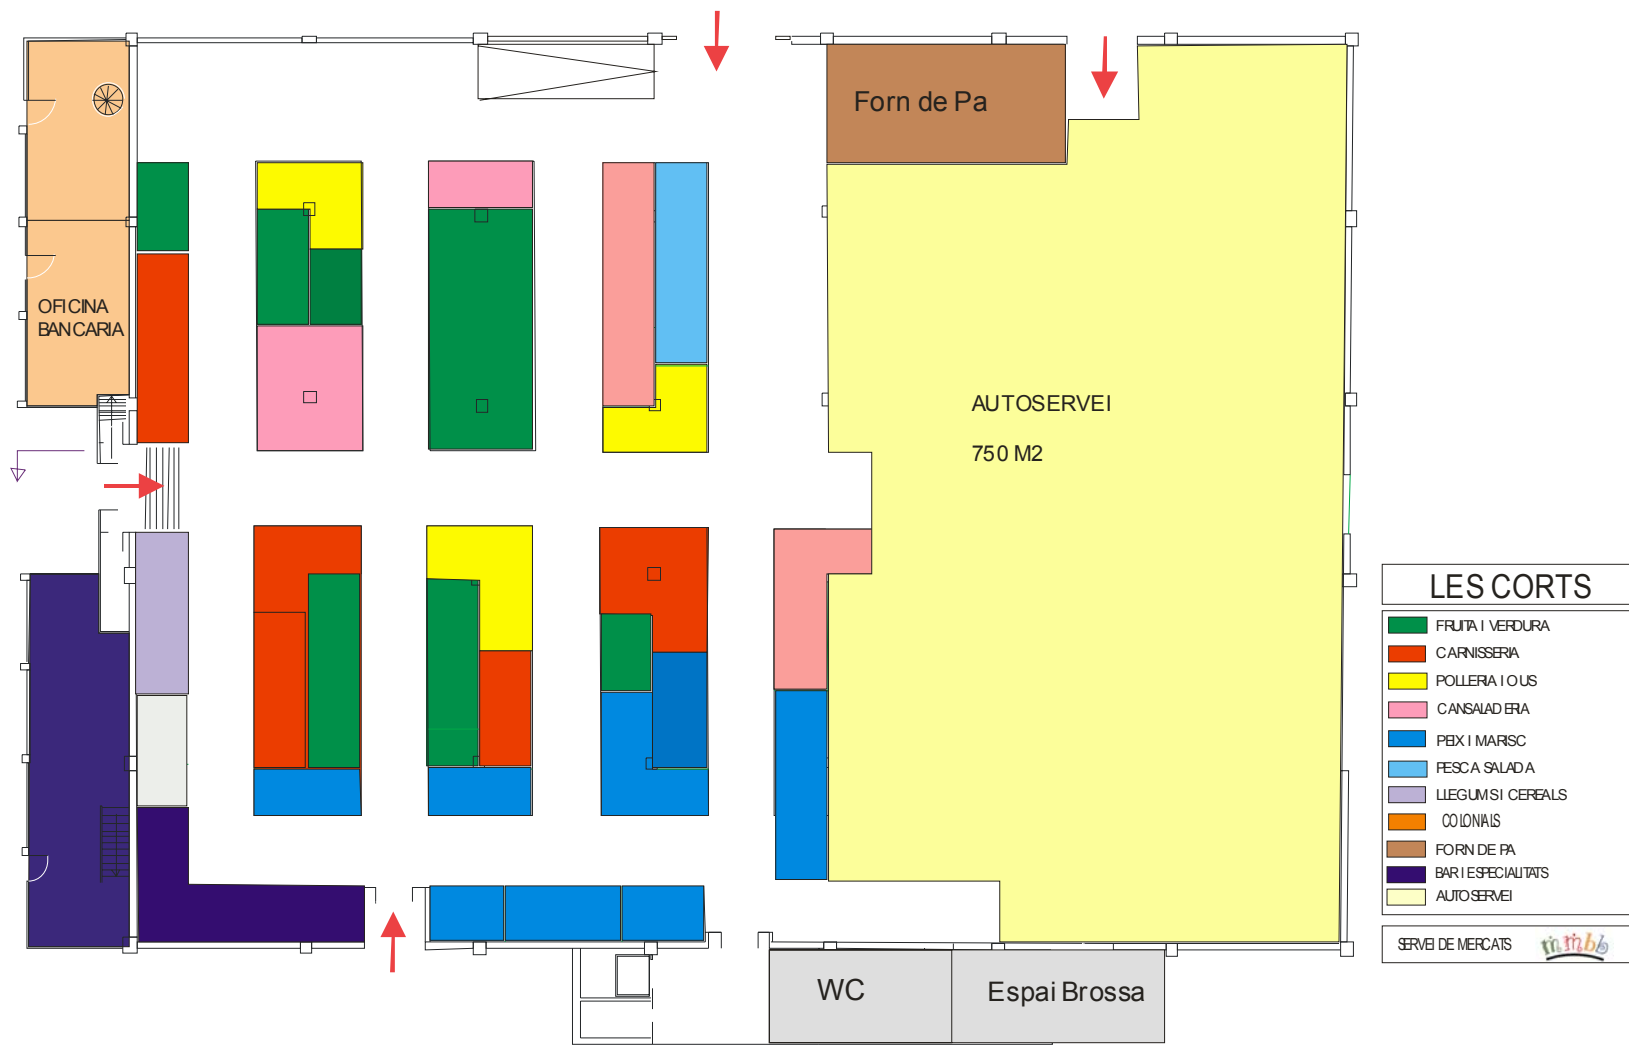 Forn de Pa
OFICINA
BANCARIA
AUTOSERVEI
750 M2
WC
Espai Brossa
LES CORTS
FRUITA I VERDURA
CARNISSERIA
POLLERIA I OUS
CANSALADERIA
PEIX I MARISC
PESCA SALADA
LLEGUMS I CEREALS
COLONIALS
FORN DE PA
BAR I ESPECIALITATS
AUTOSERVEI
SERVEI DE MERCATS